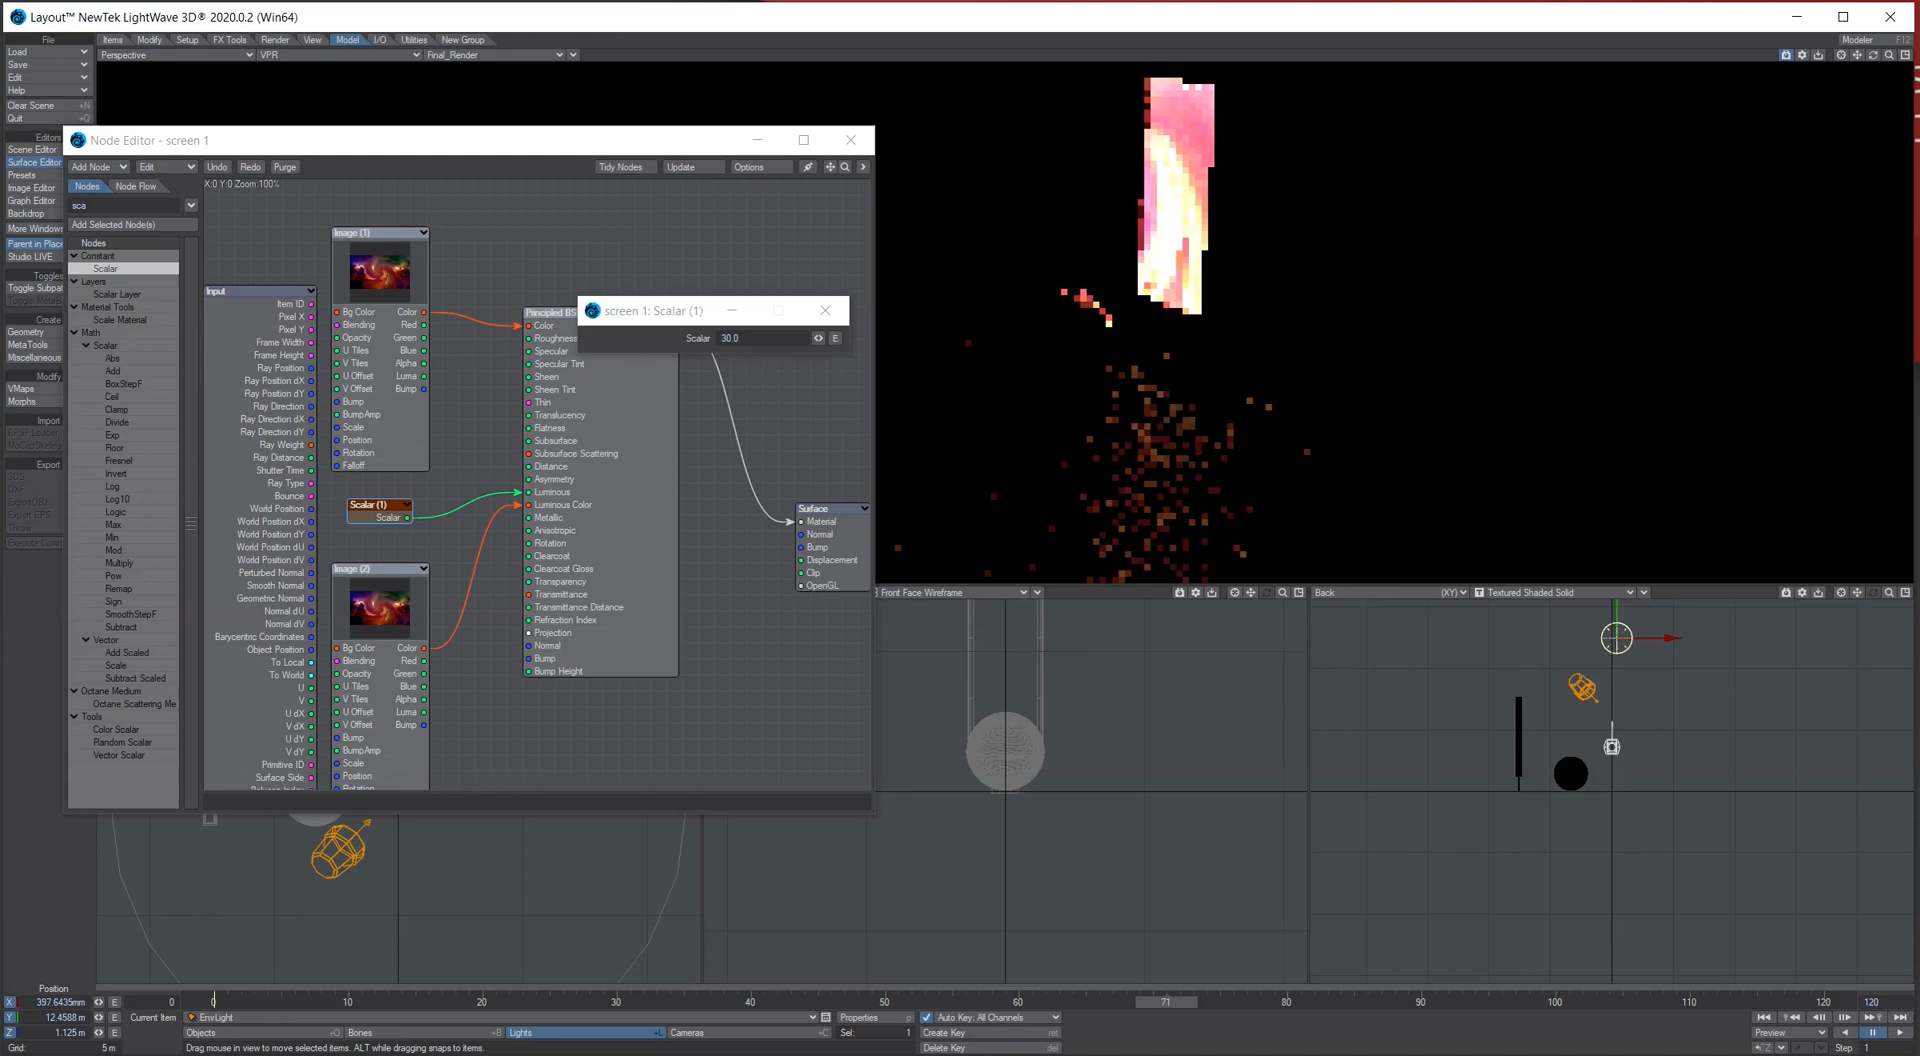 Layout™ NewTek LightWave 3D® 2020.0.2 (Win64)
File
Items Modify Setup FX Tools Render View Model I/O Utilities New Group Modeler F12
Load
Perspective VPR Final_Render
Save
Edit
Help
Clear Scene +N
Quit +Q
Editors
Scene Editor
Surface Editor
Presets
Image Editor
Graph Editor
Backdrop
More Windows
Parent in Place
Studio LIVE
Toggles
Toggle Subpat
Create
Geometry
MetaTools
Miscellaneous
Modify
VMaps
Morphs
Import
EPSF Loader
Export
3DS
DXF
ExportOBJ
Export EPS
Throw
Node Editor - screen 1
Add Node Edit Undo Redo Purge Tidy Nodes Update Options
Nodes Node Flow X:0 Y:0 Zoom:100%
sca
Add Selected Node(s)
Nodes
Constant
Scalar
Layers
Scalar Layer
Material Tools
Scale Material
Math
Scalar
Abs
Add
BoxStepF
Ceil
Clamp
Divide
Exp
Floor
Fresnel
Invert
Log
Log10
Logic
Max
Min
Mod
Multiply
Pow
Remap
Sign
SmoothStepF
Subtract
Vector
Add Scaled
Scale
Subtract Scaled
Octane Medium
Octane Scattering Me
Tools
Color Scalar
Random Scalar
Vector Scalar
Input
Item ID
Pixel X
Pixel Y
Frame Width
Frame Height
Ray Position
Ray Position dX
Ray Position dY
Ray Direction
Ray Direction dX
Ray Direction dY
Ray Weight
Ray Distance
Shutter Time
Ray Type
Bounce
World Position
World Position dX
World Position dY
World Position dU
World Position dV
Perturbed Normal
Smooth Normal
Geometric Normal
Normal dU
Normal dV
Barycentric Coordinates
Object Position
To Local
To World
U
V
U dX
V dX
U dY
V dY
Primitive ID
Surface Side
Image (1)
Bg Color Color
Blending Red
Opacity Green
U Tiles Blue
V Tiles Alpha
U Offset Luma
V Offset Bump
Bump
BumpAmp
Scale
Position
Rotation
Falloff
Scalar (1)
Scalar
Image (2)
Bg Color Color
Blending Red
Opacity Green
U Tiles Blue
V Tiles Alpha
U Offset Luma
V Offset Bump
Bump
BumpAmp
Scale
Position
Rotation
Principled BS
Color
Roughness
Specular
Specular Tint
Sheen
Sheen Tint
Thin
Translucency
Flatness
Subsurface
Subsurface Scattering
Distance
Asymmetry
Luminous
Luminous Color
Metallic
Anisotropic
Rotation
Clearcoat
Clearcoat Gloss
Transparency
Transmittance
Transmittance Distance
Refraction Index
Projection
Normal
Bump
Bump Height
screen 1: Scalar (1)
Scalar 30.0 E
Surface
Material
Normal
Bump
Displacement
Clip
OpenGL
Front Face Wireframe
Back (XY) T Textured Shaded Solid
Position
X 397.6435mm E 0
0 10 20 30 40 50 60 71 80 90 100 110 120 120
Y 12.4588 m E Current Item EnvLight Properties p Auto Key: All Channels
Z 1.125 m E Objects +O Bones +B Lights +L Cameras +C Sel: 1 Create Key ret Preview
Grid: 5 m Drag mouse in view to move selected items. ALT while dragging snaps to items. Delete Key del Step 1